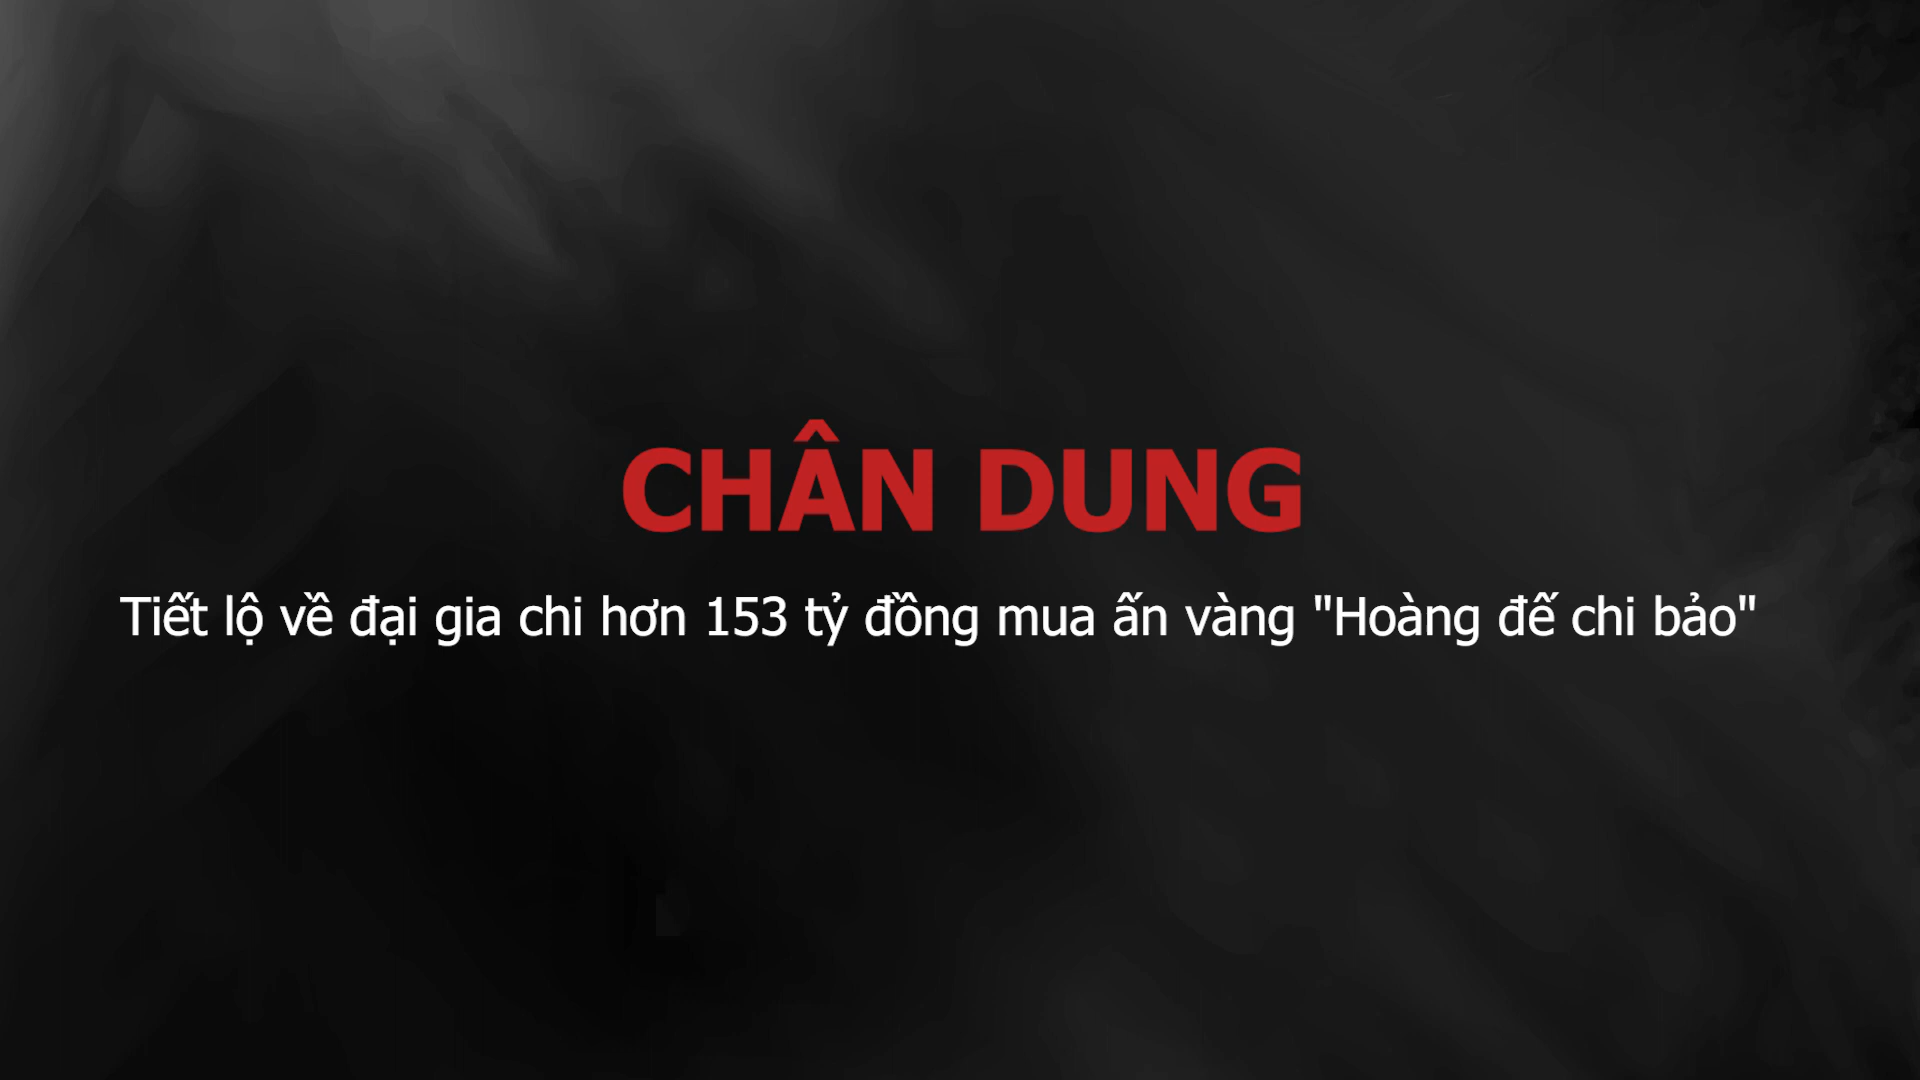 CHÂN DUNG
Tiết lộ về đại gia chi hơn 153 tỷ đồng mua ấn vàng "Hoàng đế chi bảo"